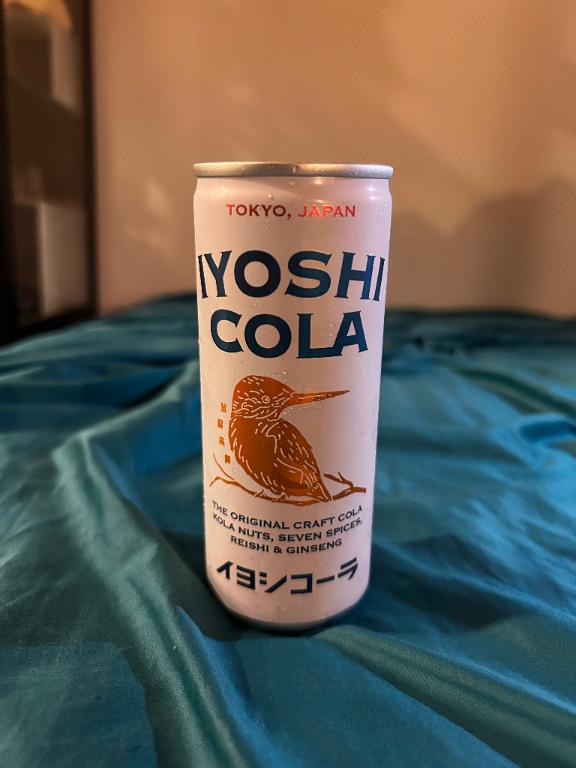 TOKYO, JAPAN
IYOSHI
COLA
THE ORIGINAL CRAFT COLA
KOLA NUTS, SEVEN SPICES,
REISHI & GINSENG
イヨシコーラ